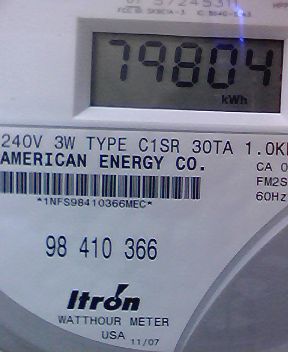 79804
kWh
240V 3W TYPE C1SR 30TA 1.0K
AMERICAN ENERGY CO. CA 0
FM2S
*1NFS98410366MEC* 60Hz
98 410 366
Itrón
WATTHOUR METER
USA 11/07